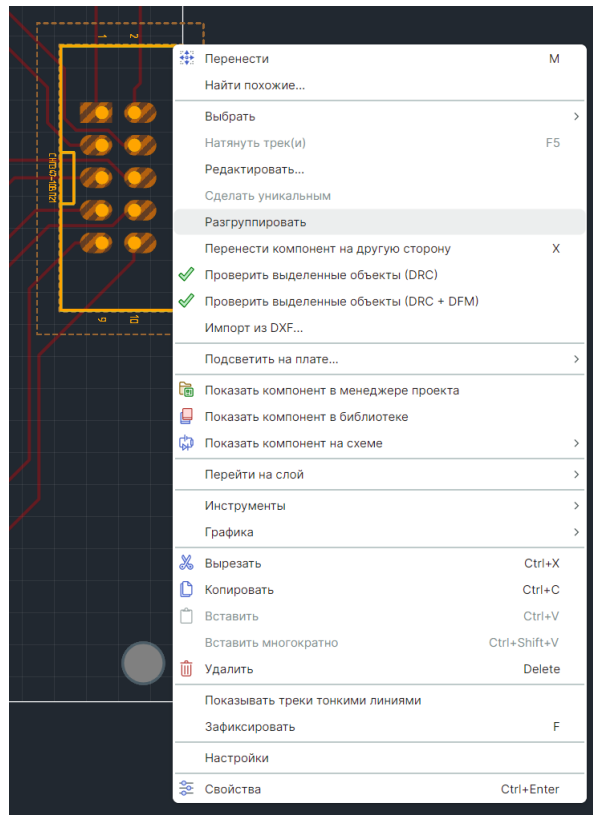 1 2
Перенести M
Найти похожие...
Выбрать
Натянуть трек(и) F5
Редактировать...
Сделать уникальным
Разгруппировать
Перенести компонент на другую сторону X
Проверить выделенные объекты (DRC)
Проверить выделенные объекты (DRC + DFM)
Импорт из DXF...
9 10
Подсветить на плате...
Показать компонент в менеджере проекта
Показать компонент в библиотеке
Показать компонент на схеме
Перейти на слой
Инструменты
Графика
Вырезать Ctrl+X
Копировать Ctrl+C
Вставить Ctrl+V
Вставить многократно Ctrl+Shift+V
Удалить Delete
Показывать треки тонкими линиями
Зафиксировать F
Настройки
Свойства Ctrl+Enter